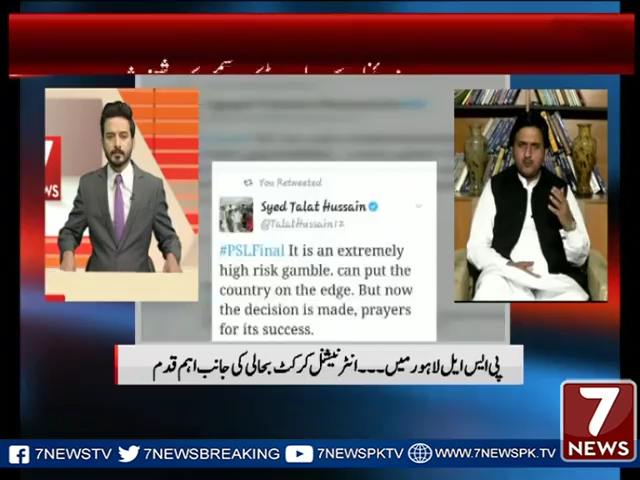 7
NEWS
You Retweeted
Syed Talat Hussain
@TalatHussain12
#PSLFinal It is an extremely
high risk gamble. can put the
country on the edge. But now
the decision is made, prayers
for its success.
پی ایس ایل لاہور میں۔۔۔انٹرنیشنل کرکٹ بحالی کی جانب اہم قدم
7
NEWS
7NEWSTV 7NEWSBREAKING 7NEWSPKTV WWW.7NEWSPK.TV